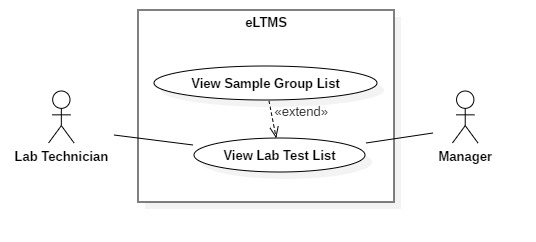 eLTMS
View Sample Group List
«extend»
View Lab Test List
Lab Technician
Manager